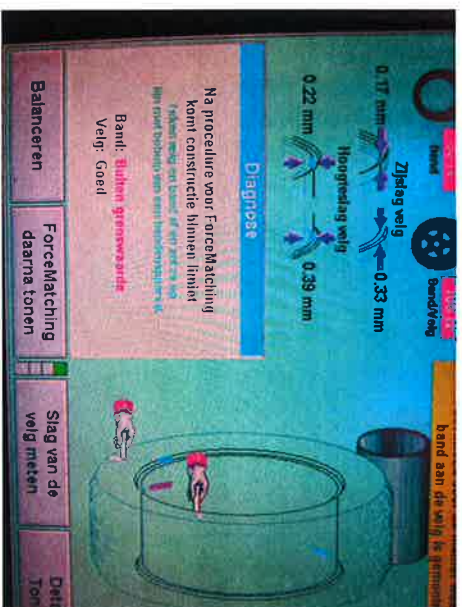 Band
Band/Velg
band aan de velg is gemonte
Zijslag velg
0.17 mm
0.33 mm
Hoogteslag velg
0.22 mm
0.39 mm
Diagnose
Na procedure voor ForceMatching
komt constructie binnen limiet
Band: Buiten grenswaarde
Velg: Goed
Balanceren
ForceMatching
daarna tonen
Slag van de
velg meten